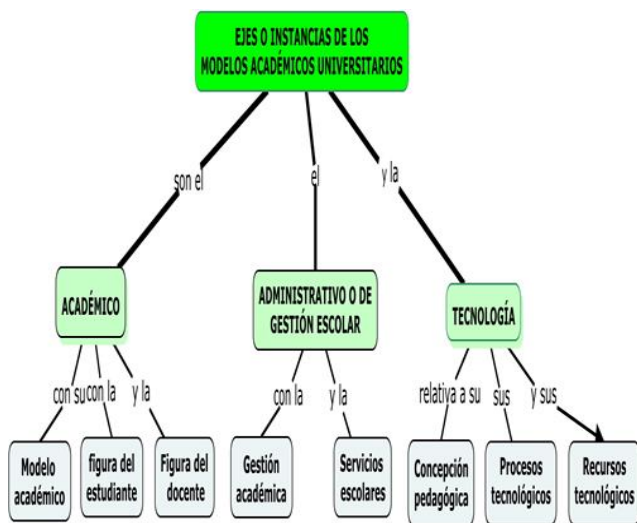 EJES O INSTANCIAS DE LOS
MODELOS ACADÉMICOS UNIVERSITARIOS
son el
el
y la
ACADÉMICO
ADMINISTRATIVO O DE
GESTIÓN ESCOLAR
TECNOLOGÍA
con su
con la
y la
con la
y la
relativa a su
sus
y sus
Modelo
académico
figura del
estudiante
Figura del
docente
Gestión
académica
Servicios
escolares
Concepción
pedagógica
Procesos
tecnológicos
Recursos
tecnológicos